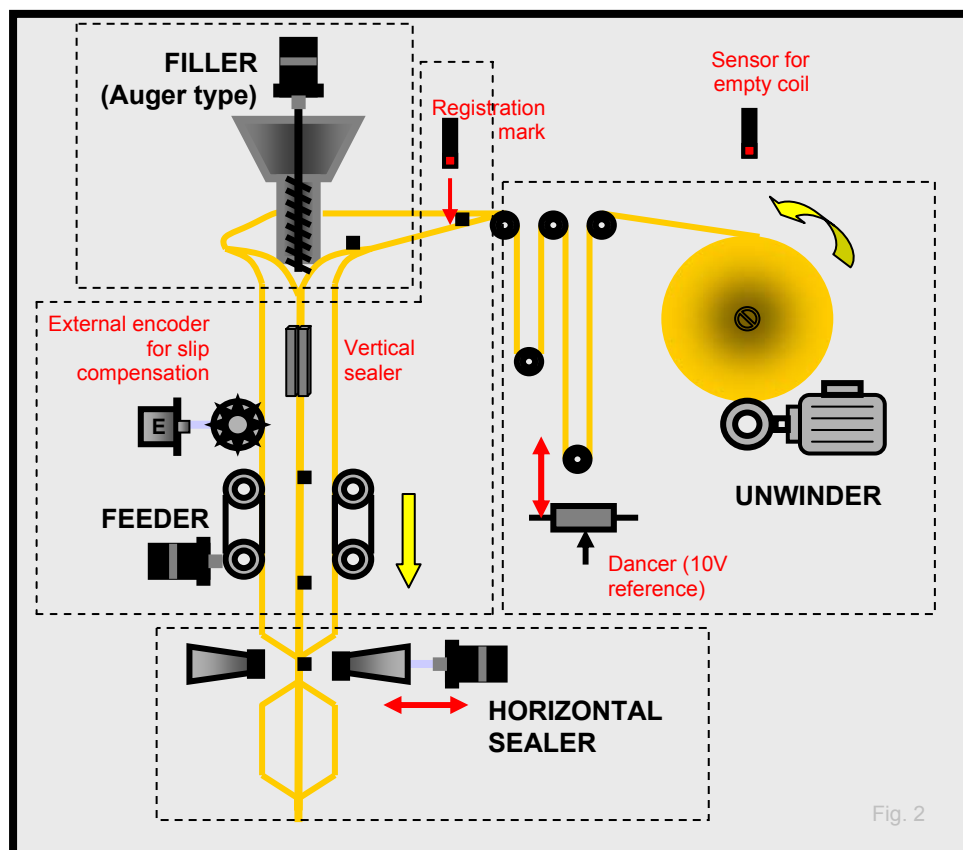 FILLER
(Auger type)
Registration
mark
Sensor for
empty coil
External encoder
for slip
compensation
Vertical
sealer
E
FEEDER
UNWINDER
Dancer (10V
reference)
HORIZONTAL
SEALER
Fig. 2